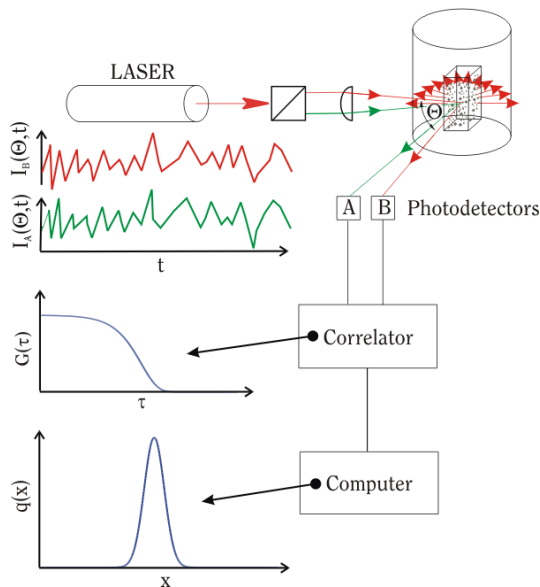 LASER
Θ
I_B(Θ,t)
I_A(Θ,t)
t
A
B
Photodetectors
G(τ)
τ
Correlator
q(x)
x
Computer